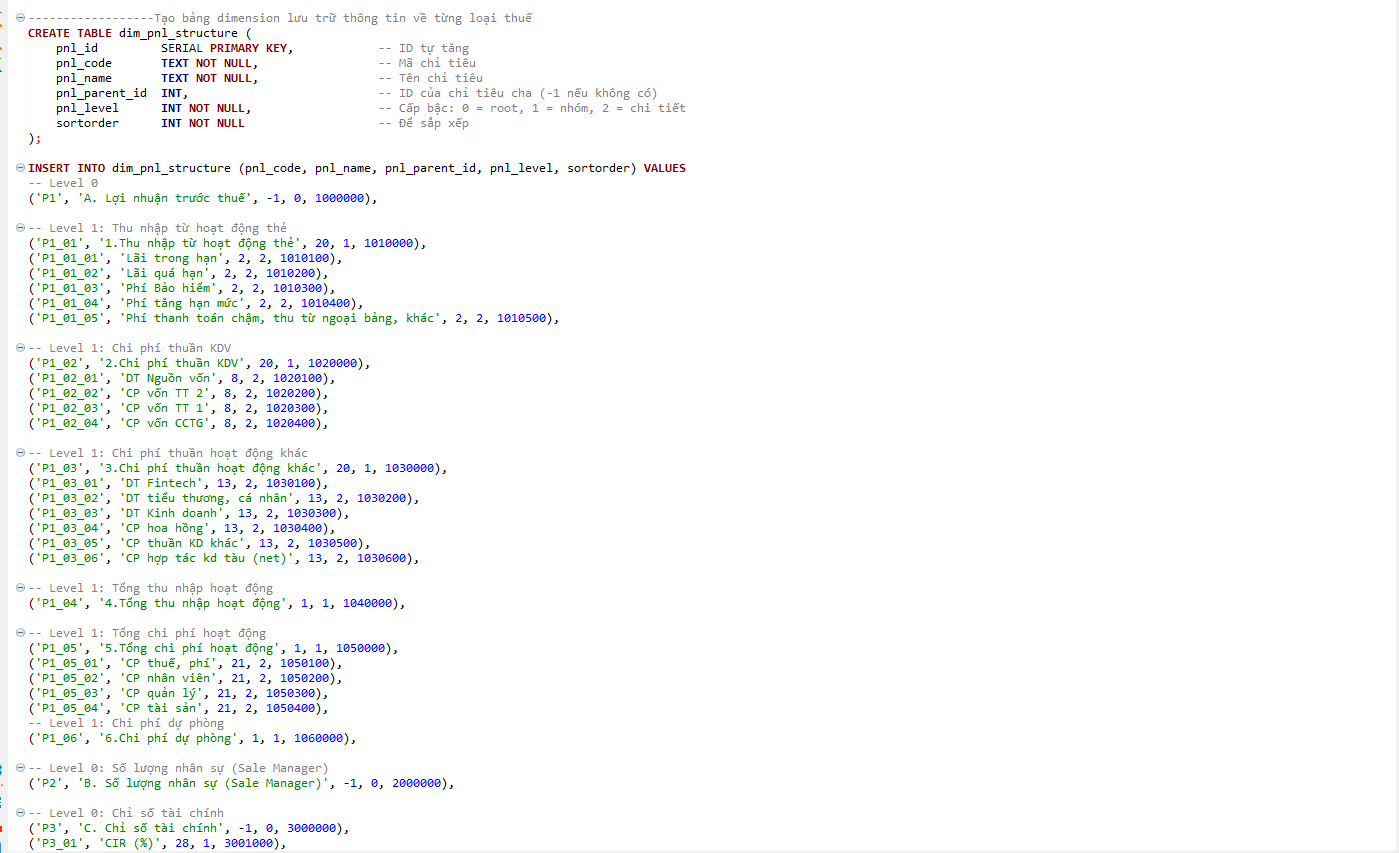 ------------------Tạo bảng dimension lưu trữ thông tin về từng loại thuế
CREATE TABLE dim_pnl_structure (
    pnl_id         SERIAL PRIMARY KEY,            -- ID tự tăng
    pnl_code       TEXT NOT NULL,                 -- Mã chỉ tiêu
    pnl_name       TEXT NOT NULL,                 -- Tên chỉ tiêu
    pnl_parent_id  INT,                           -- ID của chỉ tiêu cha (-1 nếu không có)
    pnl_level      INT NOT NULL,                  -- Cấp bậc: 0 = root, 1 = nhóm, 2 = chi tiết
    sortorder      INT NOT NULL                   -- Để sắp xếp
);
INSERT INTO dim_pnl_structure (pnl_code, pnl_name, pnl_parent_id, pnl_level, sortorder) VALUES
-- Level 0
('P1', 'A. Lợi nhuận trước thuế', -1, 0, 1000000),
-- Level 1: Thu nhập từ hoạt động thẻ
('P1_01', '1.Thu nhập từ hoạt động thẻ', 20, 1, 1010000),
('P1_01_01', 'Lãi trong hạn', 2, 2, 1010100),
('P1_01_02', 'Lãi quá hạn', 2, 2, 1010200),
('P1_01_03', 'Phí Bảo hiểm', 2, 2, 1010300),
('P1_01_04', 'Phí tăng hạn mức', 2, 2, 1010400),
('P1_01_05', 'Phí thanh toán chậm, thu từ ngoại bảng, khác', 2, 2, 1010500),
-- Level 1: Chi phí thuần KDV
('P1_02', '2.Chi phí thuần KDV', 20, 1, 1020000),
('P1_02_01', 'DT Nguồn vốn', 8, 2, 1020100),
('P1_02_02', 'CP vốn TT 2', 8, 2, 1020200),
('P1_02_03', 'CP vốn TT 1', 8, 2, 1020300),
('P1_02_04', 'CP vốn CCTG', 8, 2, 1020400),
-- Level 1: Chi phí thuần hoạt động khác
('P1_03', '3.Chi phí thuần hoạt động khác', 20, 1, 1030000),
('P1_03_01', 'DT Fintech', 13, 2, 1030100),
('P1_03_02', 'DT tiểu thương, cá nhân', 13, 2, 1030200),
('P1_03_03', 'DT Kinh doanh', 13, 2, 1030300),
('P1_03_04', 'CP hoa hồng', 13, 2, 1030400),
('P1_03_05', 'CP thuần KD khác', 13, 2, 1030500),
('P1_03_06', 'CP hợp tác kd tàu (net)', 13, 2, 1030600),
-- Level 1: Tổng thu nhập hoạt động
('P1_04', '4.Tổng thu nhập hoạt động', 1, 1, 1040000),
-- Level 1: Tổng chi phí hoạt động
('P1_05', '5.Tổng chi phí hoạt động', 1, 1, 1050000),
('P1_05_01', 'CP thuế, phí', 21, 2, 1050100),
('P1_05_02', 'CP nhân viên', 21, 2, 1050200),
('P1_05_03', 'CP quản lý', 21, 2, 1050300),
('P1_05_04', 'CP tài sản', 21, 2, 1050400),
-- Level 1: Chi phí dự phòng
('P1_06', '6.Chi phí dự phòng', 1, 1, 1060000),
-- Level 0: Số lượng nhân sự (Sale Manager)
('P2', 'B. Số lượng nhân sự (Sale Manager)', -1, 0, 2000000),
-- Level 0: Chỉ số tài chính
('P3', 'C. Chỉ số tài chính', -1, 0, 3000000),
('P3_01', 'CIR (%)', 28, 1, 3001000),